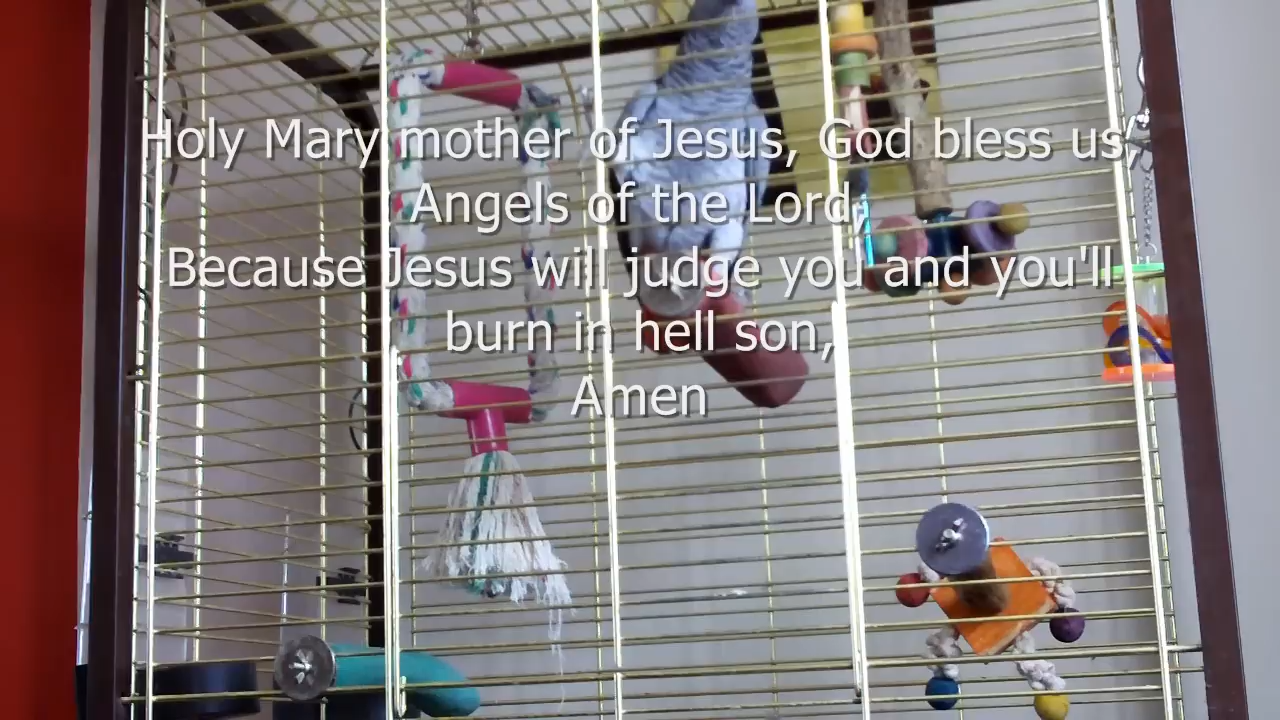 Holy Mary mother of Jesus, God bless us,
Angels of the Lord,
Because Jesus will judge you and you'll
burn in hell son,
Amen